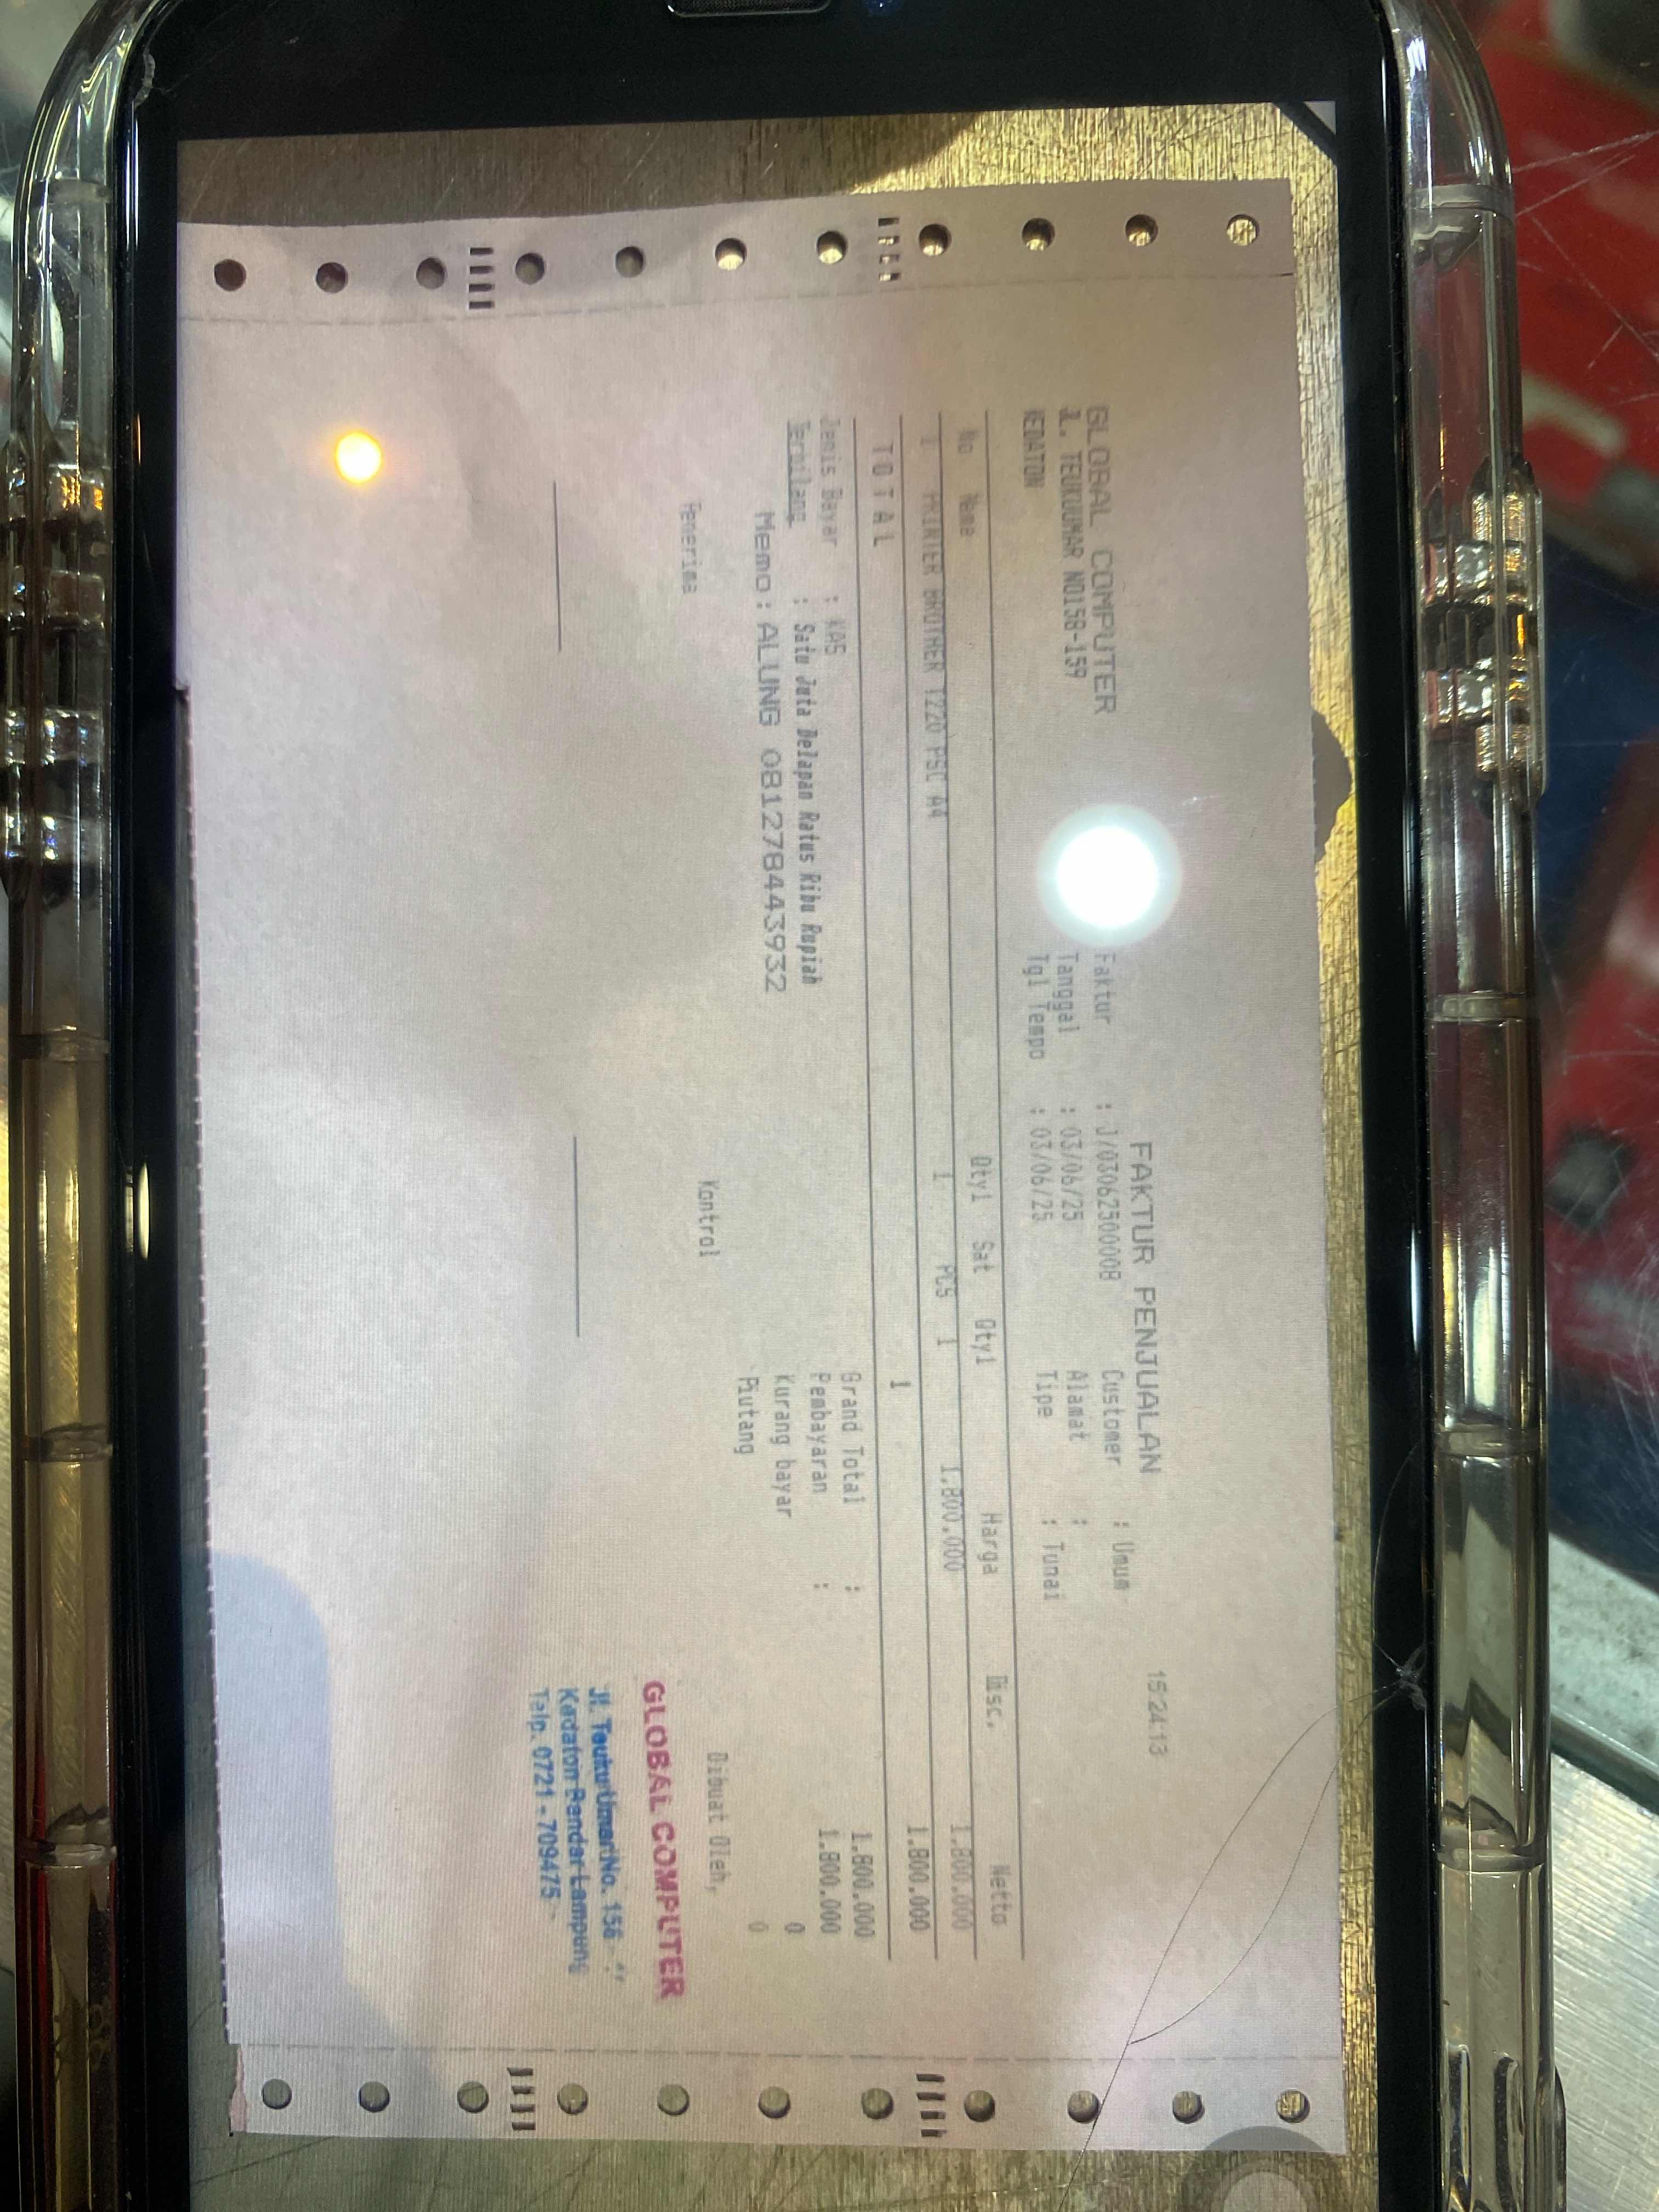 FAKTUR PENJUALAN 15:24:13
GLOBAL COMPUTER Faktur : J/0306250000B Customer : Umum
J. TEUKUUMAR NO158-159 Tanggal : 03/06/25 Alamat :
KEDATON Tgl Tempo : 03/06/25 Tipe : Tunai
No Nama Qty1 Sat Qty1 Harga Disc. Netto
1 PRINTER BROTHER T220 PSC A4 1 PCS 1 1.800.000 1.800.000
T O T A L 1 1.800.000
Jenis Bayar : KAS Grand Total : 1.800.000
Terbilang : Satu Juta Delapan Ratus Ribu Rupiah Pembayaran : 1.800.000
Memo : ALUNG 081278443932 Kurang bayar 0
Piutang 0
Penerima Kontrol Dibuat Oleh,
GLOBAL COMPUTER
Jl. Teuku Umar No. 156
Kedaton Bandar Lampung
Telp. 0721 - 709475